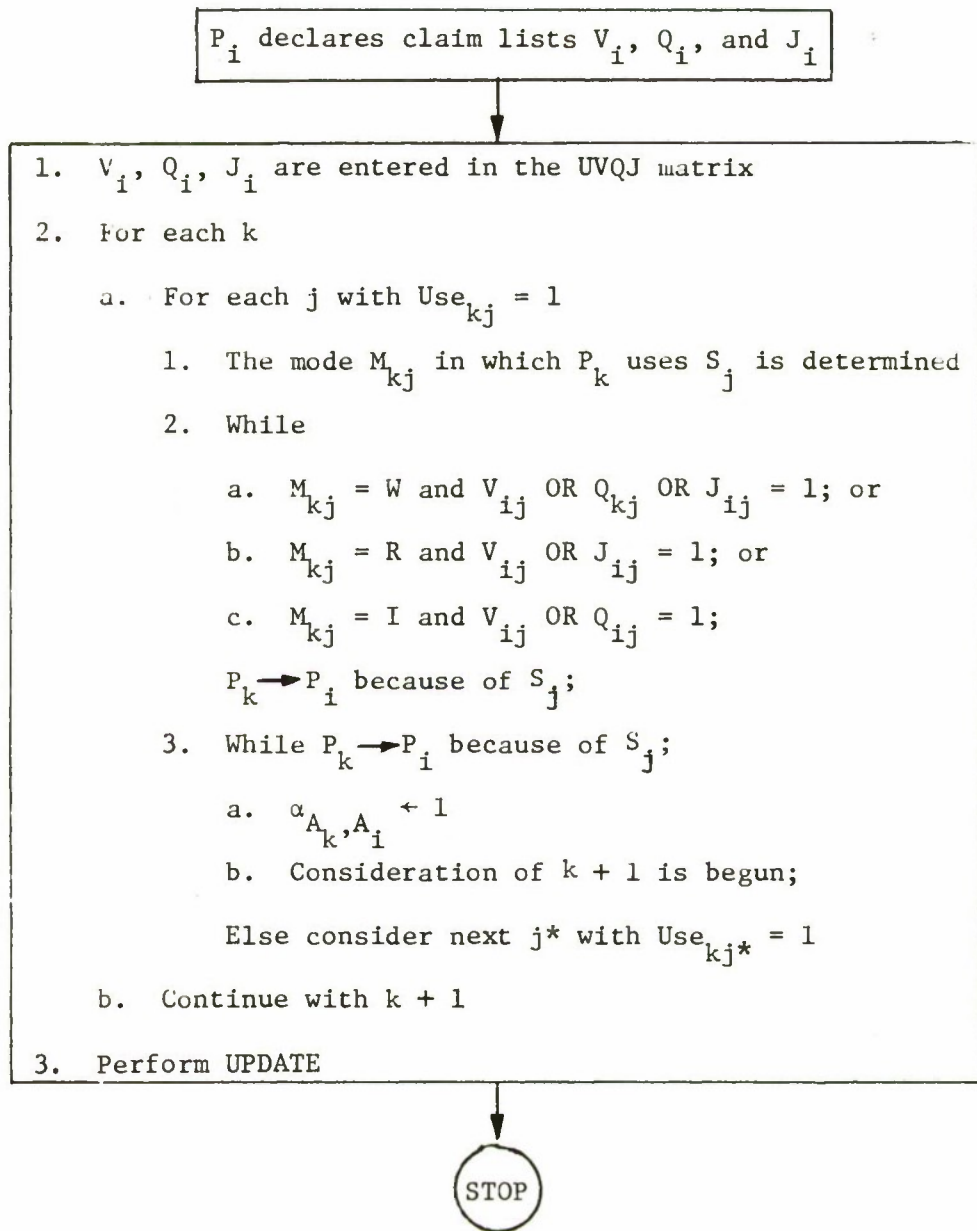 P_i declares claim lists V_i, Q_i, and J_i
1. V_i, Q_i, J_i are entered in the UVQJ matrix
2. For each k
a. For each j with Use_kj = 1
1. The mode M_kj in which P_k uses S_j is determined
2. While
a. M_kj = W and V_ij OR Q_kj OR J_ij = 1; or
b. M_kj = R and V_ij OR J_ij = 1; or
c. M_kj = I and V_ij OR Q_ij = 1;
P_k → P_i because of S_j;
3. While P_k → P_i because of S_j;
a. α_A_k,A_i ← 1
b. Consideration of k + 1 is begun;
Else consider next j* with Use_kj* = 1
b. Continue with k + 1
3. Perform UPDATE
STOP